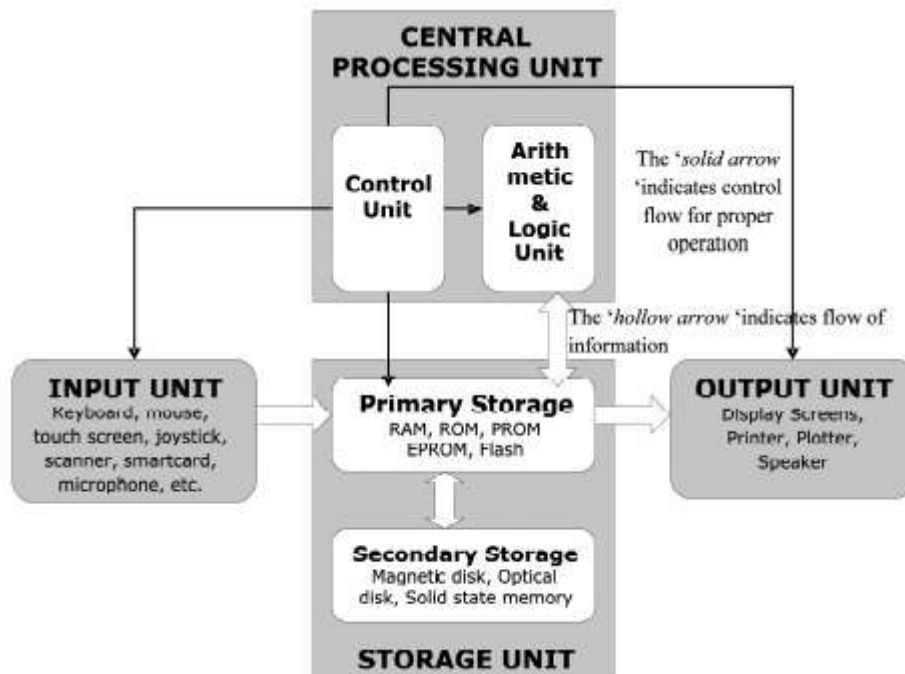 CENTRAL
PROCESSING UNIT
Control
Unit
Arith
metic
&
Logic
Unit
The ‘solid arrow
‘indicates control
flow for proper
operation
The ‘hollow arrow ‘indicates flow of
information
INPUT UNIT
Keyboard, mouse,
touch screen, joystick,
scanner, smartcard,
microphone, etc.
Primary Storage
RAM, ROM, PROM
EPROM, Flash
OUTPUT UNIT
Display Screens,
Printer, Plotter,
Speaker
Secondary Storage
Magnetic disk, Optical
disk, Solid state memory
STORAGE UNIT